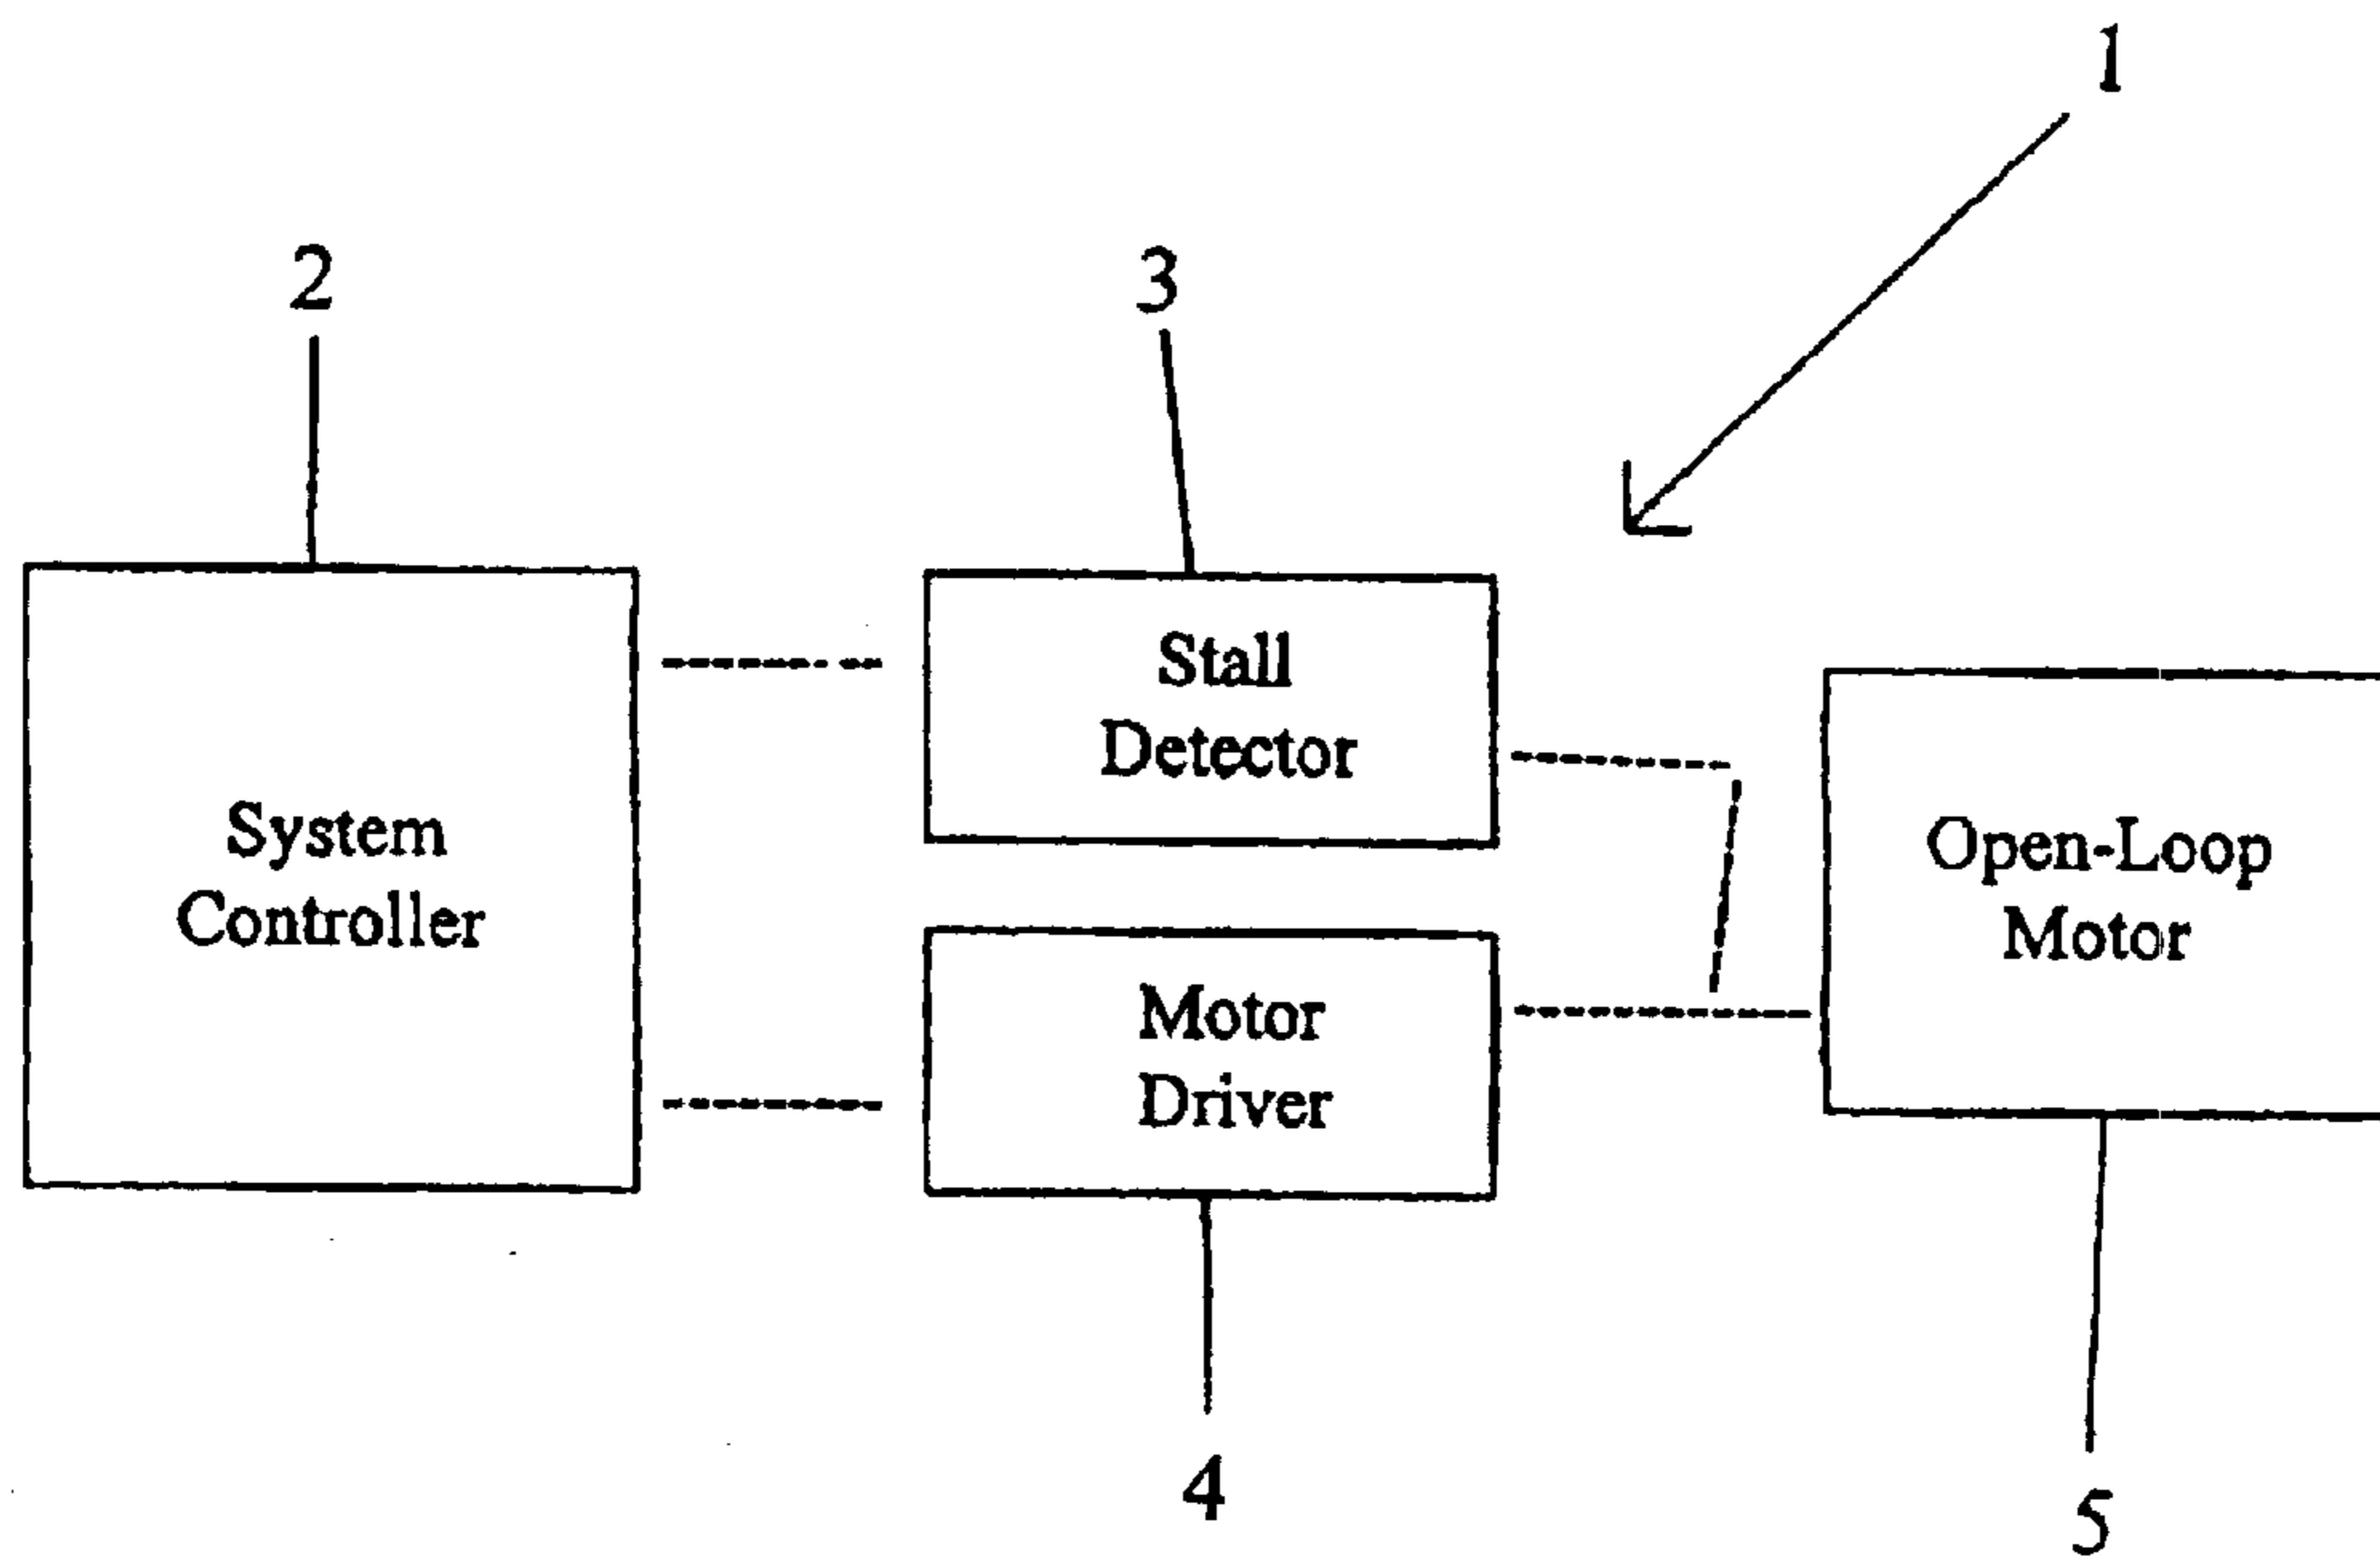 1
2
3
Stall
Detector
System
Controller
Open-Loop
Motor
Motor
Driver
4
5